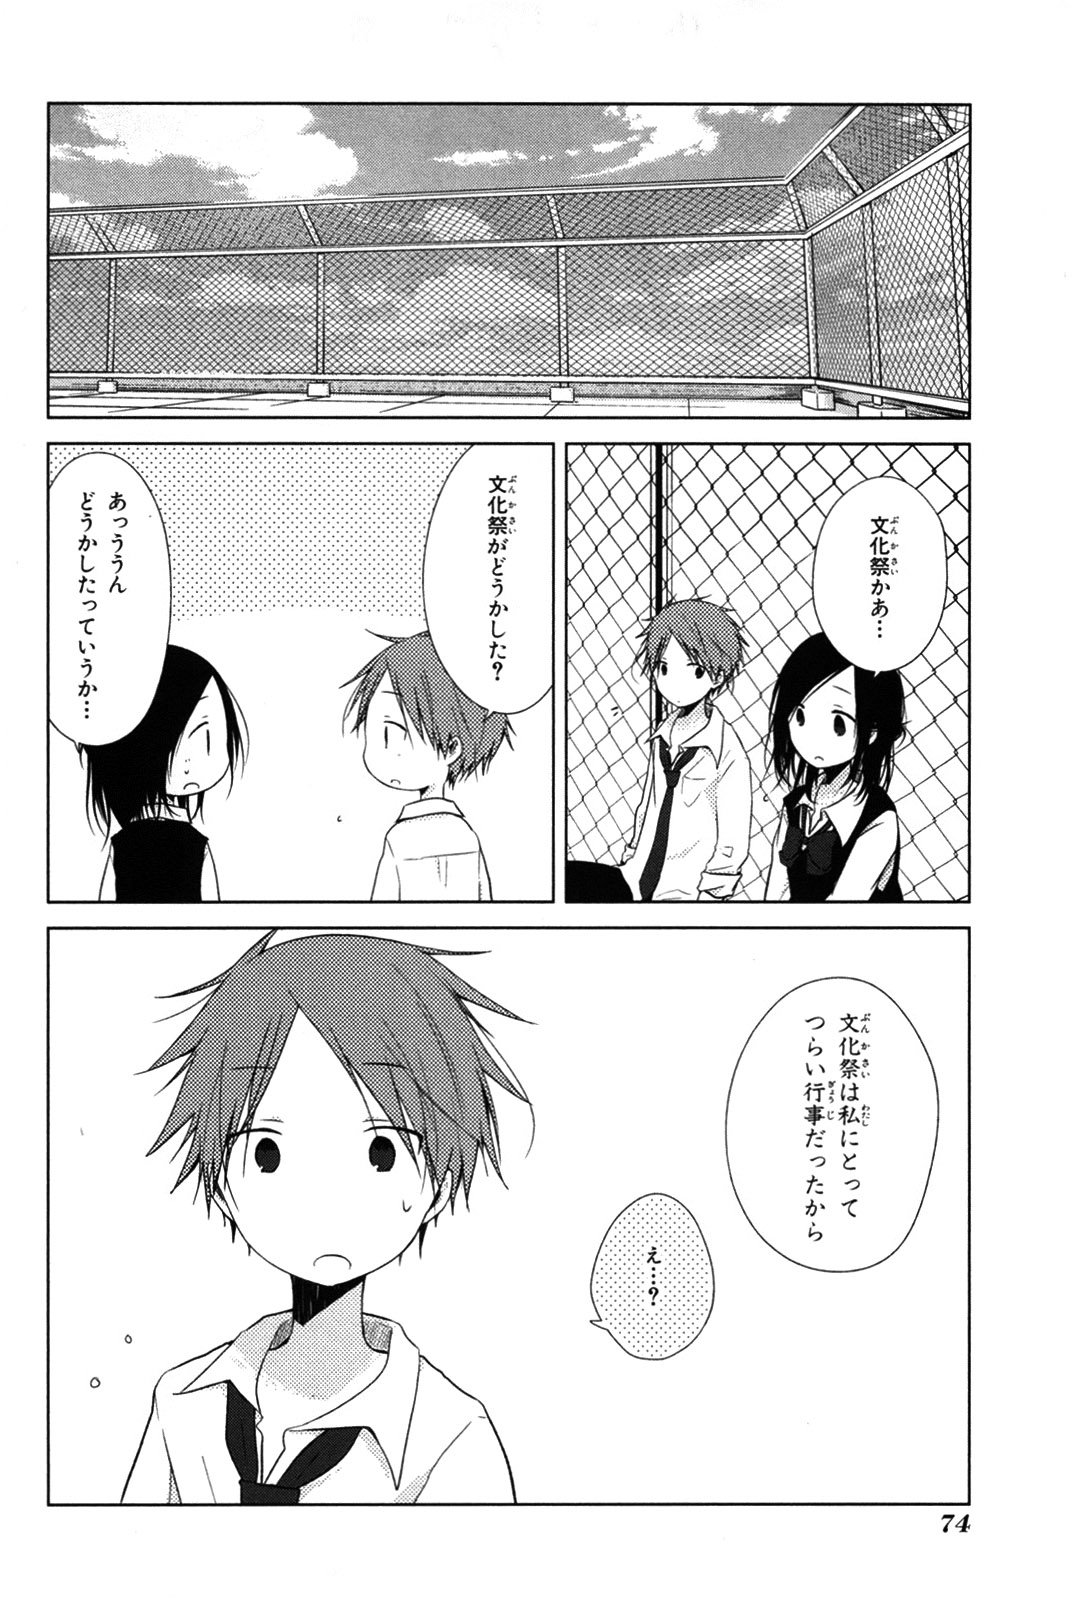 文化祭かあ…
文化祭がどうかした?
あっううん
どうかしたっていうか…
文化祭は私にとって
つらい行事だったから
え…?
74